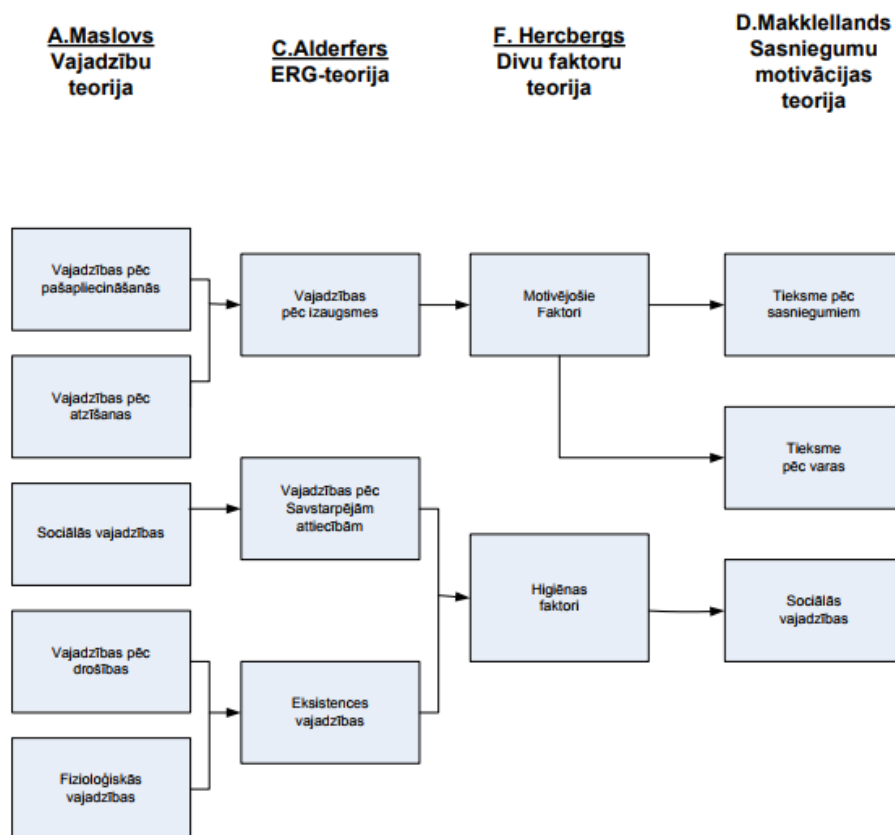 A.Maslovs
Vajadzību
teorija
C.Alderfers
ERG-teorija
F. Hercbergs
Divu faktoru
teorija
D.Makklellands
Sasniegumu
motivācijas
teorija
Vajadzības pēc
pašapliecināšanās
Vajadzības
pēc izaugsmes
Motivējošie
Faktori
Tieksme pēc
sasniegumiem
Vajadzības pēc
atzīšanas
Tieksme
pēc varas
Sociālās vajadzības
Vajadzības pēc
Savstarpējām
attiecībām
Higiēnas
faktori
Sociālās
vajadzības
Vajadzības pēc
drošības
Eksistences
vajadzības
Fizioloģiskās
vajadzības